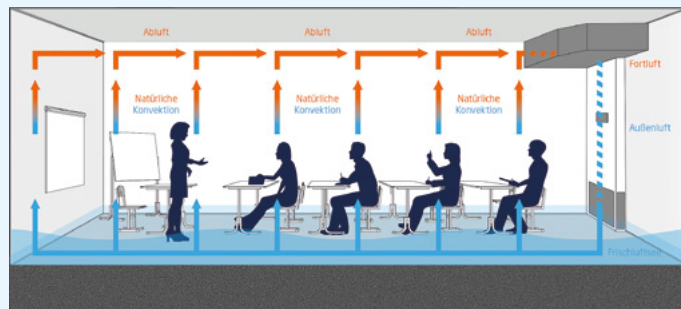 Abluft
Abluft
Abluft
Fortluft
Natürliche
Konvektion
Natürliche
Konvektion
Natürliche
Konvektion
Außenluft
Frischluftsee